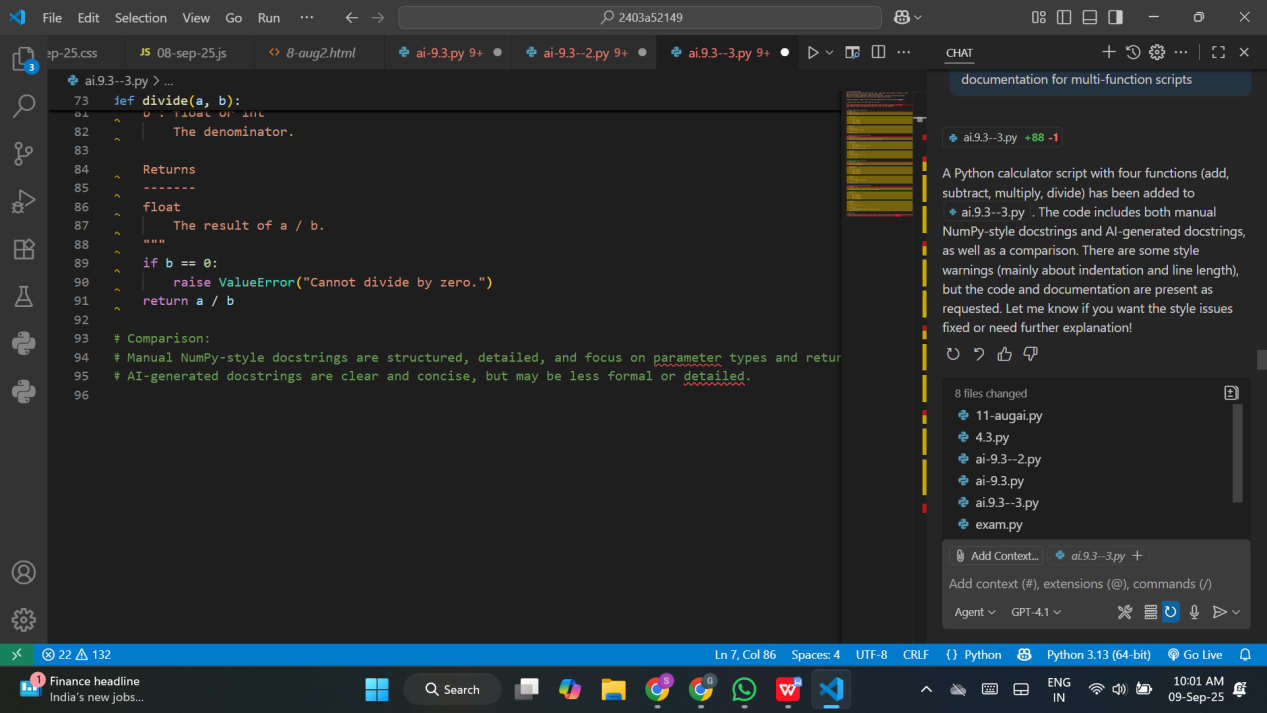 File Edit Selection View Go Run ··· 2403a52149
ep-25.css JS 08-sep-25.js <> 8-aug2.html ai-9.3.py 9+ ai-9.3--2.py 9+ ai.9.3--3.py 9+
CHAT
ai.9.3--3.py > ...
73 def divide(a, b):
81 b : float or int
82 The denominator.
83
84 Returns
85 -------
86 float
87 The result of a / b.
88 """
89 if b == 0:
90 raise ValueError("Cannot divide by zero.")
91 return a / b
92
93 # Comparison:
94 # Manual NumPy-style docstrings are structured, detailed, and focus on parameter types and retur
95 # AI-generated docstrings are clear and concise, but may be less formal or detailed.
96
documentation for multi-function scripts
ai.9.3--3.py +88 -1
A Python calculator script with four functions (add,
subtract, multiply, divide) has been added to
ai.9.3--3.py . The code includes both manual
NumPy-style docstrings and AI-generated docstrings,
as well as a comparison. There are some style
warnings (mainly about indentation and line length),
but the code and documentation are present as
requested. Let me know if you want the style issues
fixed or need further explanation!
8 files changed
11-augai.py
4.3.py
ai-9.3--2.py
ai-9.3.py
ai.9.3--3.py
exam.py
Add Context... ai.9.3--3.py +
Add context (#), extensions (@), commands (/)
Agent GPT-4.1
3
22 132 Ln 7, Col 86 Spaces: 4 UTF-8 CRLF {} Python Python 3.13 (64-bit) Go Live
1 Finance headline
India's new jobs...
Search
S G W
ENG
IN
10:01 AM
09-Sep-25